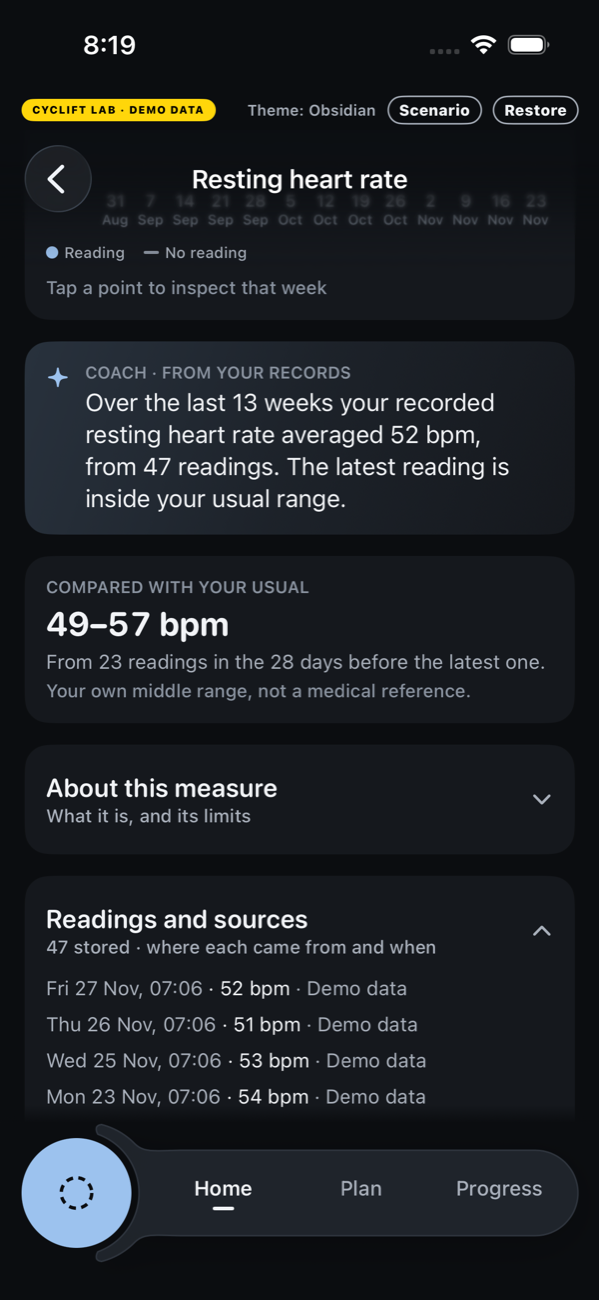 8:19
CYCLIFT LAB · DEMO DATA
Theme: Obsidian
Scenario
Restore
Resting heart rate
31 7 14 21 28 5 12 19 26 2 9 16 23
Aug Sep Sep Sep Sep Oct Oct Oct Oct Nov Nov Nov Nov
Reading
No reading
Tap a point to inspect that week
COACH · FROM YOUR RECORDS
Over the last 13 weeks your recorded
resting heart rate averaged 52 bpm,
from 47 readings. The latest reading is
inside your usual range.
COMPARED WITH YOUR USUAL
49–57 bpm
From 23 readings in the 28 days before the latest one.
Your own middle range, not a medical reference.
About this measure
What it is, and its limits
Readings and sources
47 stored · where each came from and when
Fri 27 Nov, 07:06 · 52 bpm · Demo data
Thu 26 Nov, 07:06 · 51 bpm · Demo data
Wed 25 Nov, 07:06 · 53 bpm · Demo data
Mon 23 Nov, 07:06 · 54 bpm · Demo data
Home
Plan
Progress